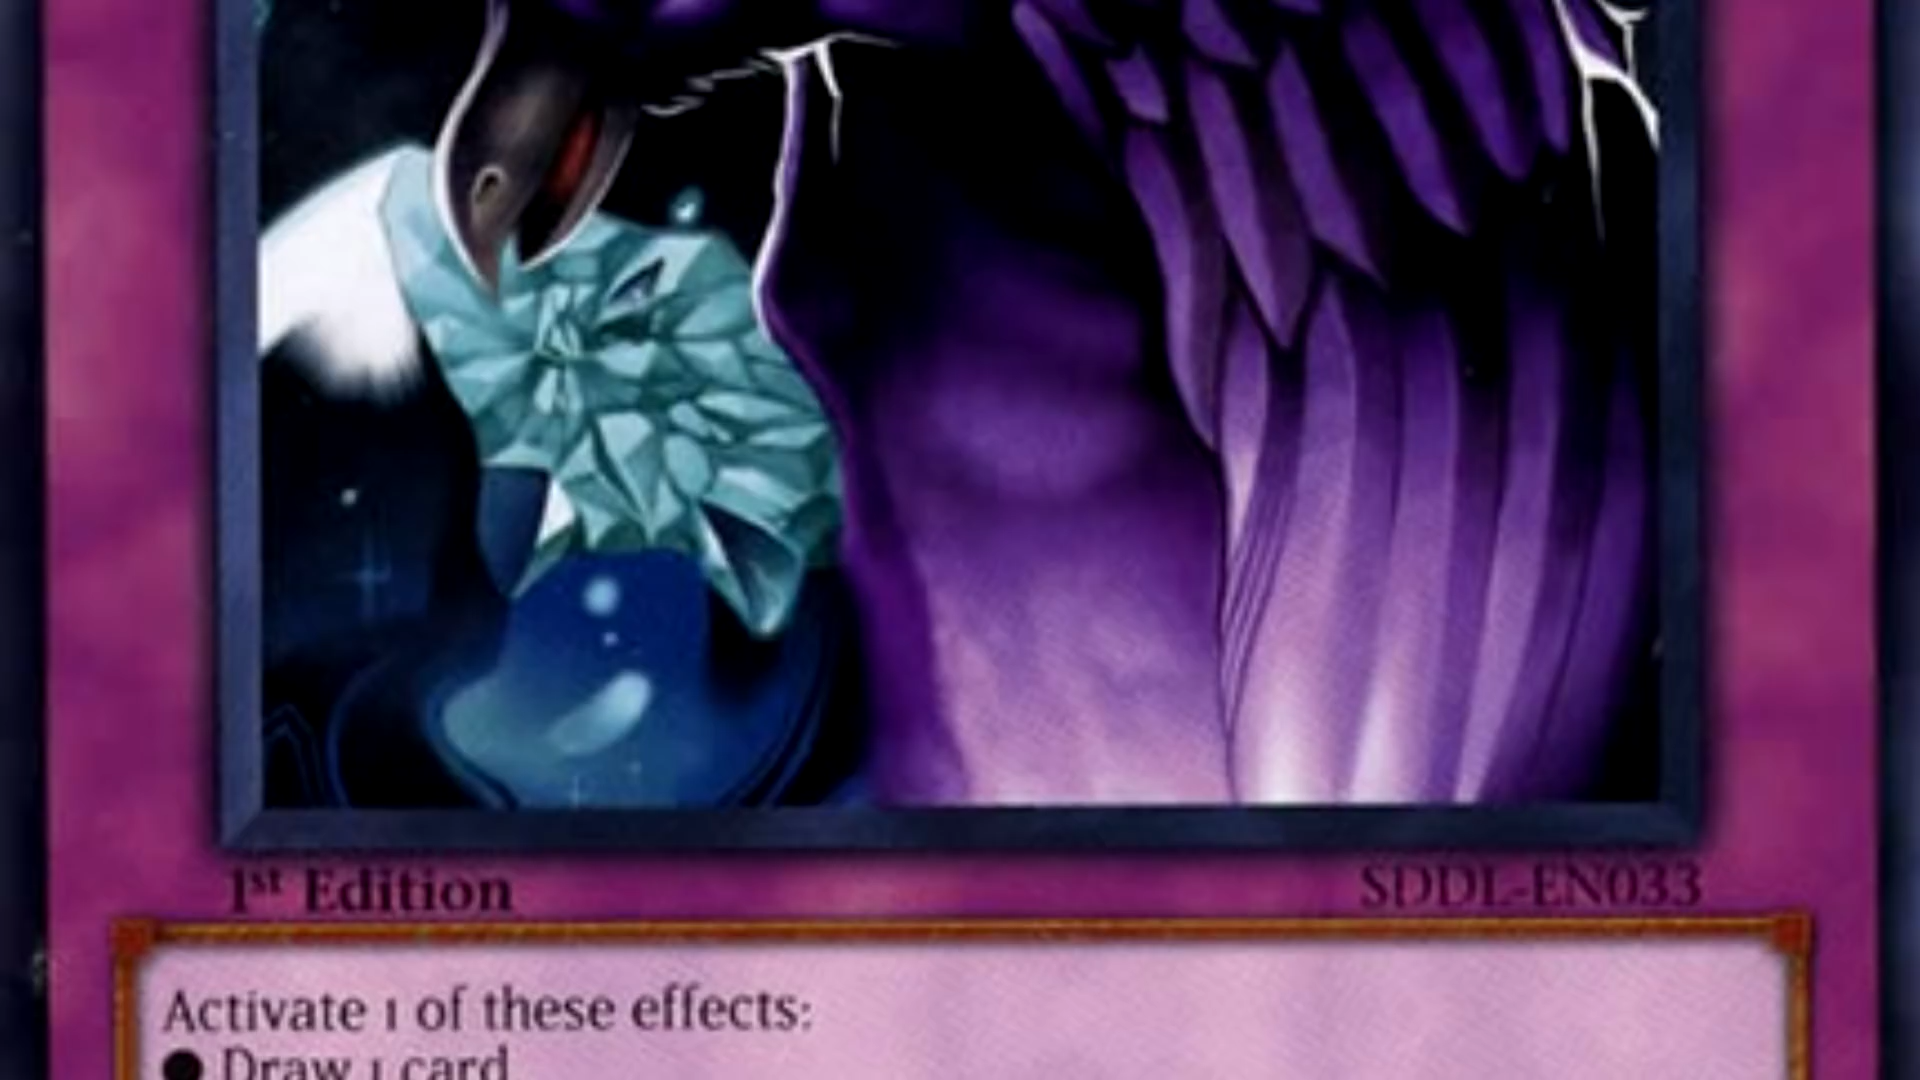 1st Edition
SDDL-EN033
Activate 1 of these effects:
● Draw 1 card